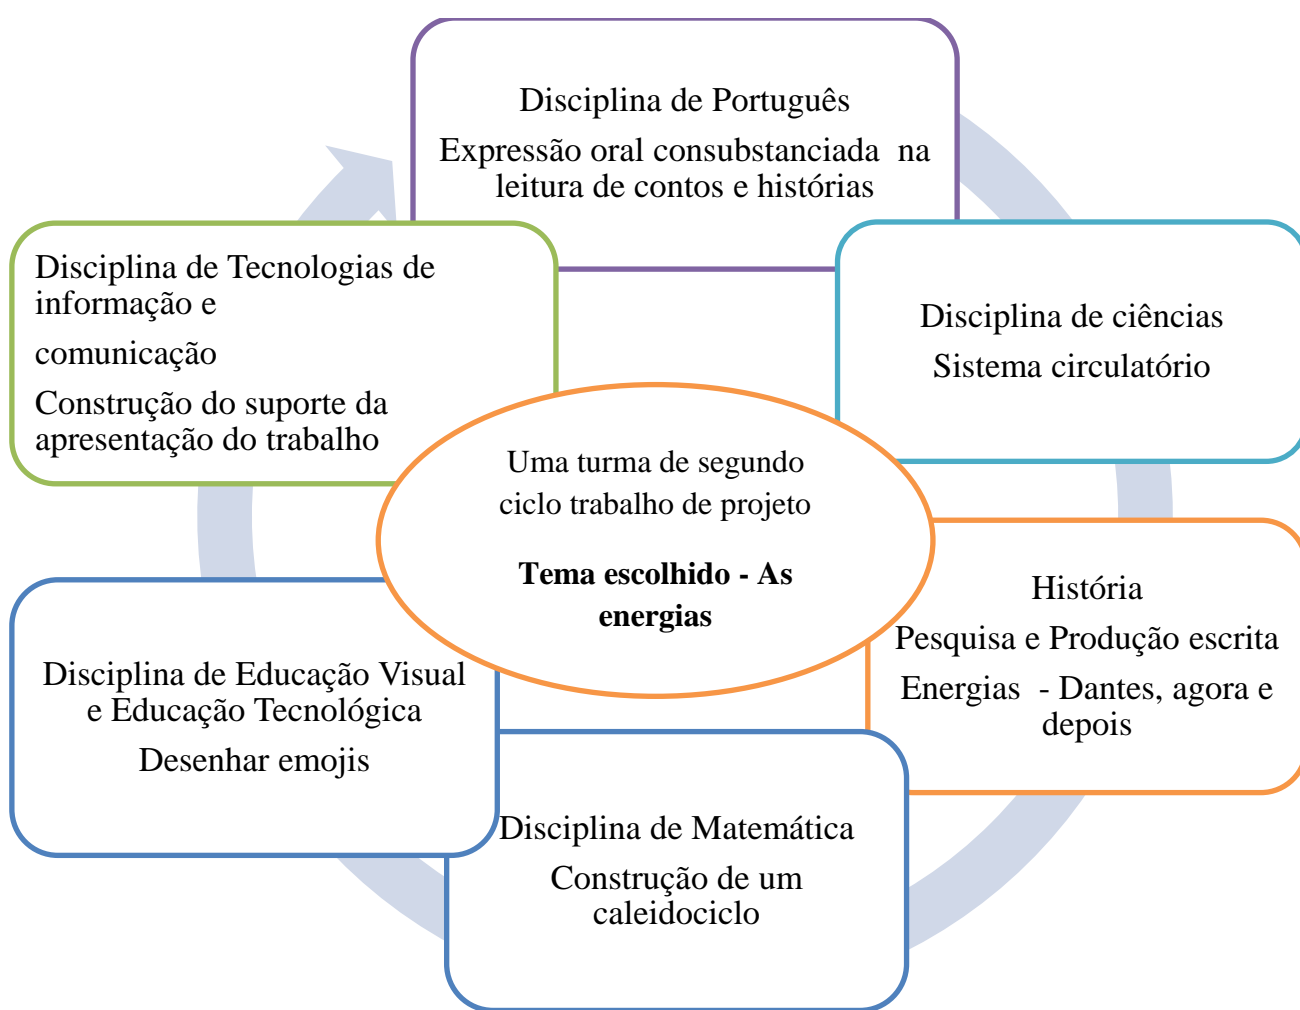 Disciplina de Português
Expressão oral consubstanciada  na
leitura de contos e histórias
Disciplina de ciências
Sistema circulatório
História
Pesquisa e Produção escrita
Energias  - Dantes, agora e
depois
Disciplina de Matemática
Construção de um
caleidociclo
Disciplina de Educação Visual
e Educação Tecnológica
Desenhar emojis
Disciplina de Tecnologias de
informação e
comunicação
Construção do suporte da
apresentação do trabalho
Uma turma de segundo
ciclo trabalho de projeto
Tema escolhido - As
energias